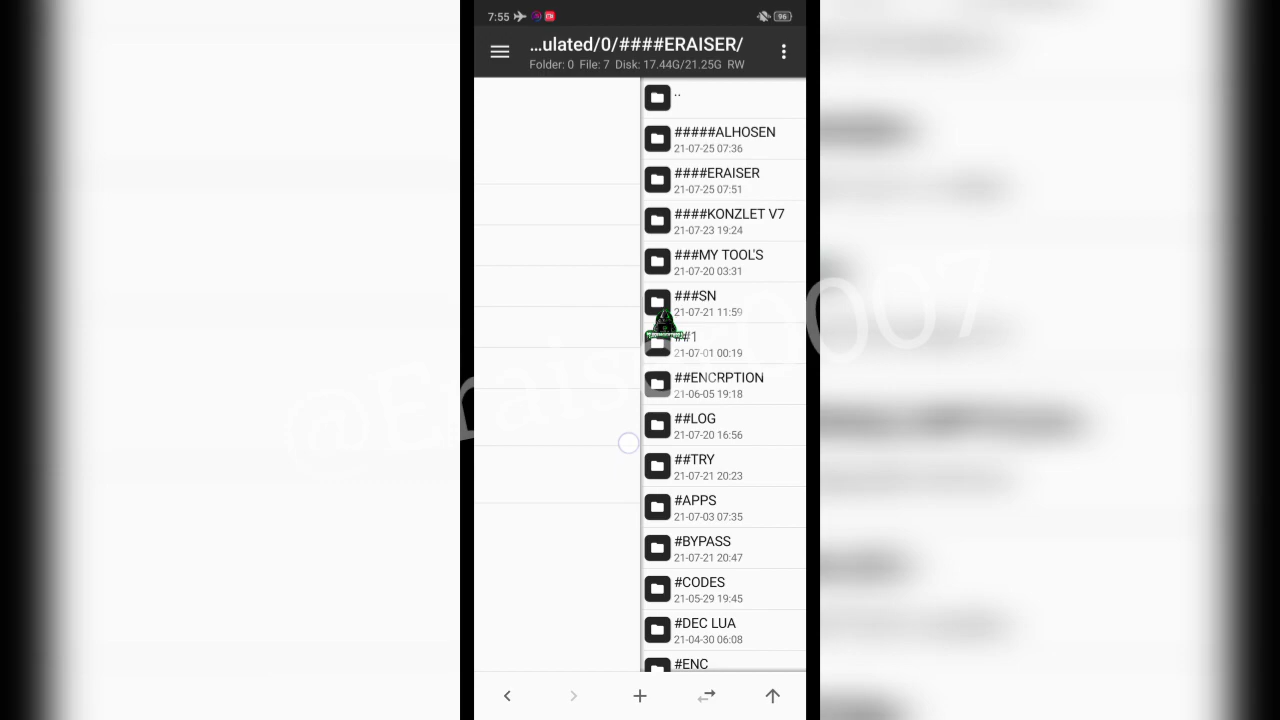 7:55
96
...ulated/0/####ERAISER/
Folder: 0 File: 7 Disk: 17.44G/21.25G RW
..
#####ALHOSEN
21-07-25 07:36
####ERAISER
21-07-25 07:51
####KONZLET V7
21-07-23 19:24
###MY TOOL'S
21-07-20 03:31
###SN
21-07-21 11:59
##1
21-07-01 00:19
##ENCRPTION
21-06-05 19:18
##LOG
21-07-20 16:56
##TRY
21-07-21 20:23
#APPS
21-07-03 07:35
#BYPASS
21-07-21 20:47
#CODES
21-05-29 19:45
#DEC LUA
21-04-30 06:08
#ENC
@Eraiser0007